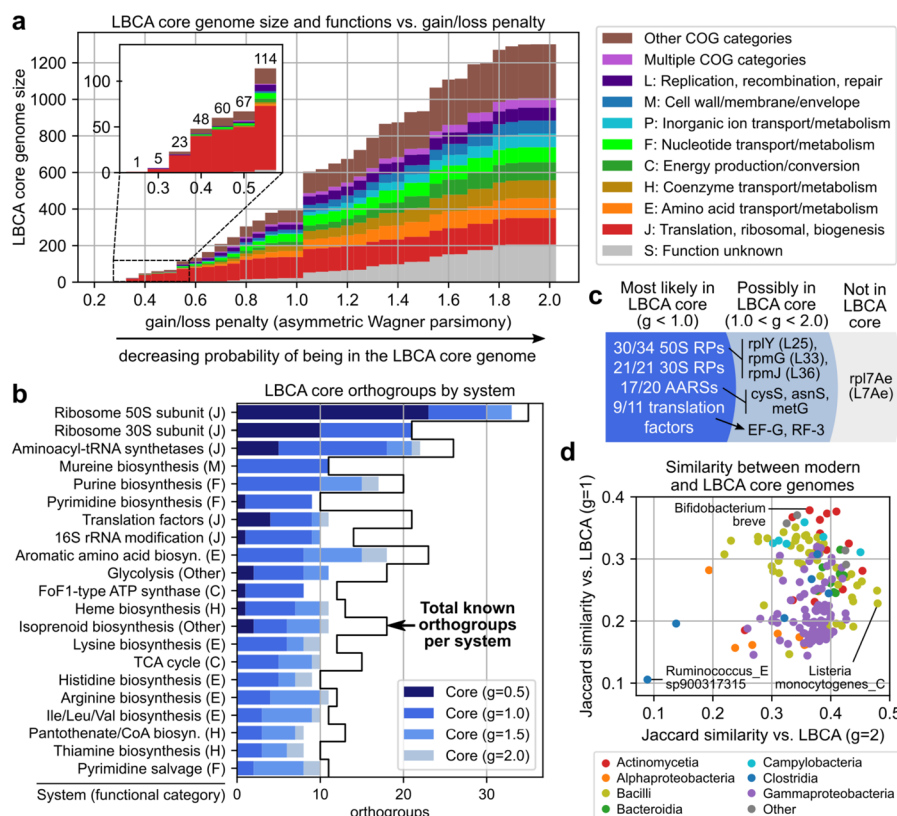 a
LBCA core genome size and functions vs. gain/loss penalty
LBCA core genome size
1200
1000
800
600
400
200
0
100
50
0
1
5
23
48
60
67
114
0.3
0.4
0.5
0.2
0.4
0.6
0.8
1.0
1.2
1.4
1.6
1.8
2.0
gain/loss penalty (asymmetric Wagner parsimony)
decreasing probability of being in the LBCA core genome
Other COG categories
Multiple COG categories
L: Replication, recombination, repair
M: Cell wall/membrane/envelope
P: Inorganic ion transport/metabolism
F: Nucleotide transport/metabolism
C: Energy production/conversion
H: Coenzyme transport/metabolism
E: Amino acid transport/metabolism
J: Translation, ribosomal, biogenesis
S: Function unknown
b
LBCA core orthogroups by system
Ribosome 50S subunit (J)
Ribosome 30S subunit (J)
Aminoacyl-tRNA synthetases (J)
Mureine biosynthesis (M)
Purine biosynthesis (F)
Pyrimidine biosynthesis (F)
Translation factors (J)
16S rRNA modification (J)
Aromatic amino acid biosyn. (E)
Glycolysis (Other)
FoF1-type ATP synthase (C)
Heme biosynthesis (H)
Isoprenoid biosynthesis (Other)
Lysine biosynthesis (E)
TCA cycle (C)
Histidine biosynthesis (E)
Arginine biosynthesis (E)
Ile/Leu/Val biosynthesis (E)
Pantothenate/CoA biosyn. (H)
Thiamine biosynthesis (H)
Pyrimidine salvage (F)
System (functional category)
Total known
orthogroups
per system
Core (g=0.5)
Core (g=1.0)
Core (g=1.5)
Core (g=2.0)
0
10
20
30
orthogroups
c
Most likely in
LBCA core
(g < 1.0)
Possibly in
LBCA core
(1.0 < g < 2.0)
Not in
LBCA
core
30/34 50S RPs
21/21 30S RPs
17/20 AARSs
9/11 translation
factors
rplY (L25),
rpmG (L33),
rpmJ (L36)
cysS, asnS,
metG
EF-G, RF-3
rpl7Ae
(L7Ae)
d
Similarity between modern
and LBCA core genomes
Jaccard similarity vs. LBCA (g=1)
0.4
0.3
0.2
0.1
Bifidobacterium
breve
Ruminococcus_E
sp900317315
Listeria
monocytogenes_C
0.1
0.2
0.3
0.4
0.5
Jaccard similarity vs. LBCA (g=2)
Actinomycetia
Alphaproteobacteria
Bacilli
Bacteroidia
Campylobacteria
Clostridia
Gammaproteobacteria
Other